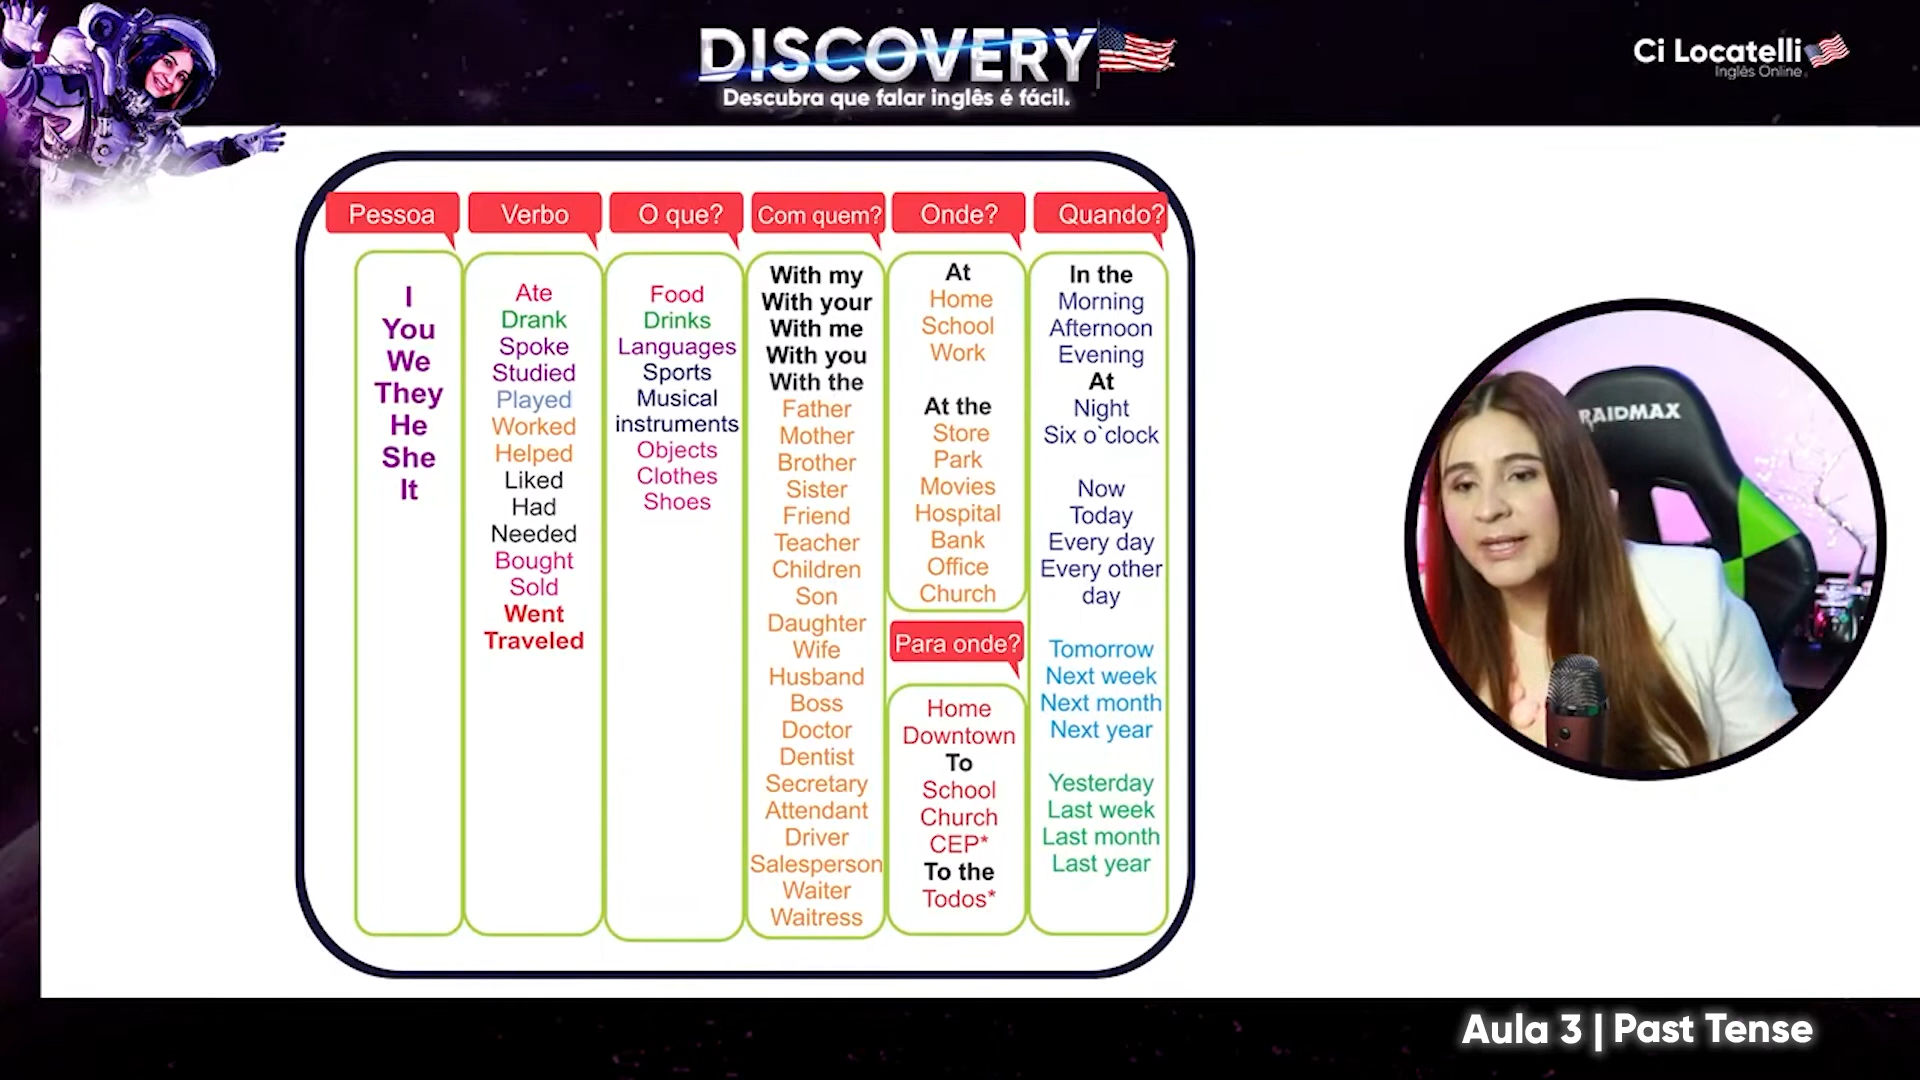 DISCOVERY
Descubra que falar inglês é fácil.
Ci Locatelli
Inglês Online
Pessoa
I
You
We
They
He
She
It
Verbo
Ate
Drank
Spoke
Studied
Played
Worked
Helped
Liked
Had
Needed
Bought
Sold
Went
Traveled
O que?
Food
Drinks
Languages
Sports
Musical
instruments
Objects
Clothes
Shoes
Com quem?
With my
With your
With me
With you
With the
Father
Mother
Brother
Sister
Friend
Teacher
Children
Son
Daughter
Wife
Husband
Boss
Doctor
Dentist
Secretary
Attendant
Driver
Salesperson
Waiter
Waitress
Onde?
At
Home
School
Work
At the
Store
Park
Movies
Hospital
Bank
Office
Church
Para onde?
Home
Downtown
To
School
Church
CEP*
To the
Todos*
Quando?
In the
Morning
Afternoon
Evening
At
Night
Six o`clock
Now
Today
Every day
Every other
day
Tomorrow
Next week
Next month
Next year
Yesterday
Last week
Last month
Last year
RAIDMAX
Aula 3 | Past Tense